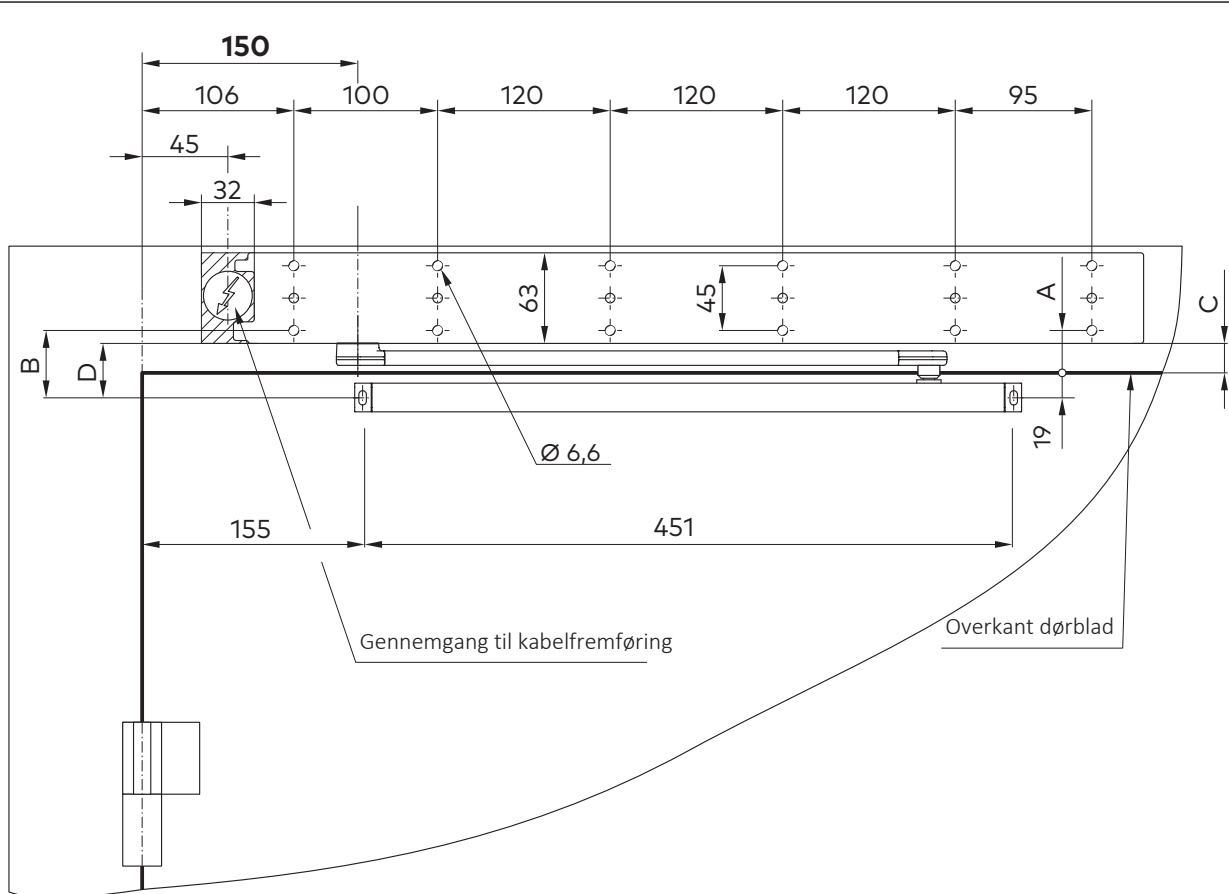 150
106 100 120 120 120 95
45
32
63
45
A
C
B
D
19
Ø 6,6
155 451
Gennemgang til kabelfremføring
Overkant dørblad